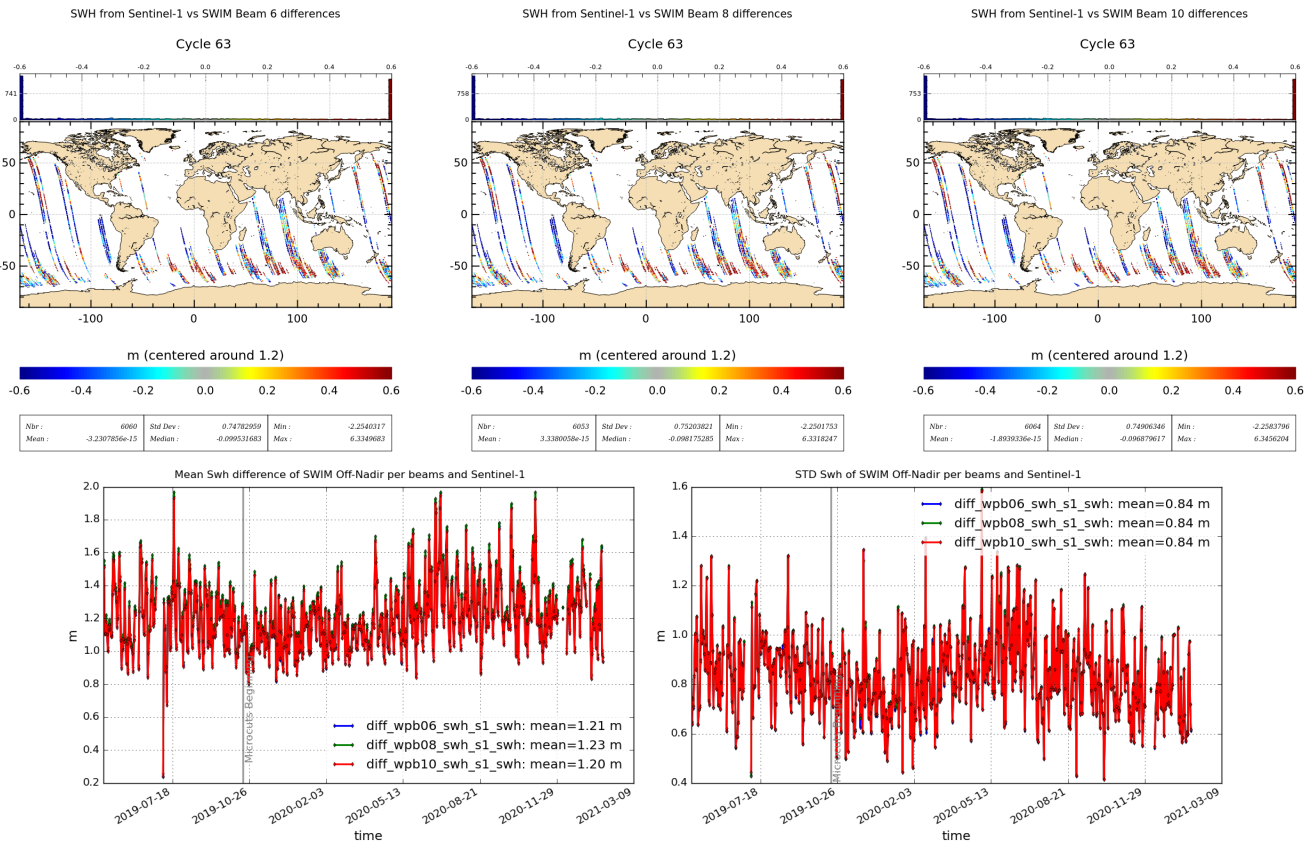 SWH from Sentinel-1 vs SWIM Beam 6 differences
Cycle 63
-0.6 -0.4 -0.2 0.0 0.2 0.4 0.6
741
0
50
0
-50
-100 0 100
m (centered around 1.2)
-0.6 -0.4 -0.2 0.0 0.2 0.4 0.6
Nbr : 6060 Std Dev : 0.74782959 Min : -2.2540317
Mean : -3.2307856e-15 Median : -0.099531683 Max : 6.3349683
SWH from Sentinel-1 vs SWIM Beam 8 differences
Cycle 63
-0.6 -0.4 -0.2 0.0 0.2 0.4 0.6
758
0
50
0
-50
-100 0 100
m (centered around 1.2)
-0.6 -0.4 -0.2 0.0 0.2 0.4 0.6
Nbr : 6053 Std Dev : 0.75203821 Min : -2.2501753
Mean : 3.3380058e-15 Median : -0.098175285 Max : 6.3318247
SWH from Sentinel-1 vs SWIM Beam 10 differences
Cycle 63
-0.6 -0.4 -0.2 0.0 0.2 0.4 0.6
753
0
50
0
-50
-100 0 100
m (centered around 1.2)
-0.6 -0.4 -0.2 0.0 0.2 0.4 0.6
Nbr : 6064 Std Dev : 0.74906346 Min : -2.2583796
Mean : -1.8939336e-15 Median : -0.096879617 Max : 6.3456204
Mean Swh difference of SWIM Off-Nadir per beams and Sentinel-1
2.0
1.8
1.6
1.4
1.2
1.0
0.8
0.6
0.4
0.2
m
Microcuts Beg
diff_wpb06_swh_s1_swh: mean=1.21 m
diff_wpb08_swh_s1_swh: mean=1.23 m
diff_wpb10_swh_s1_swh: mean=1.20 m
2019-07-18 2019-10-26 2020-02-03 2020-05-13 2020-08-21 2020-11-29 2021-03-09
time
STD Swh of SWIM Off-Nadir per beams and Sentinel-1
1.6
1.4
1.2
1.0
0.8
0.6
0.4
m
diff_wpb06_swh_s1_swh: mean=0.84 m
diff_wpb08_swh_s1_swh: mean=0.84 m
diff_wpb10_swh_s1_swh: mean=0.84 m
2019-07-18 2019-10-26 2020-02-03 2020-05-13 2020-08-21 2020-11-29 2021-03-09
time